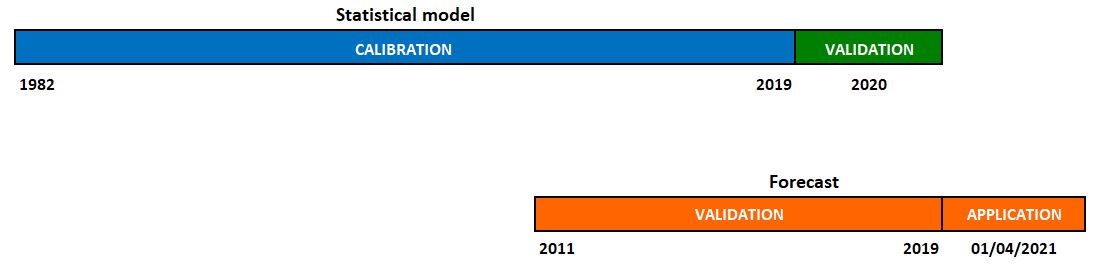 Statistical model
CALIBRATION VALIDATION
1982 2019 2020
Forecast
VALIDATION APPLICATION
2011 2019 01/04/2021